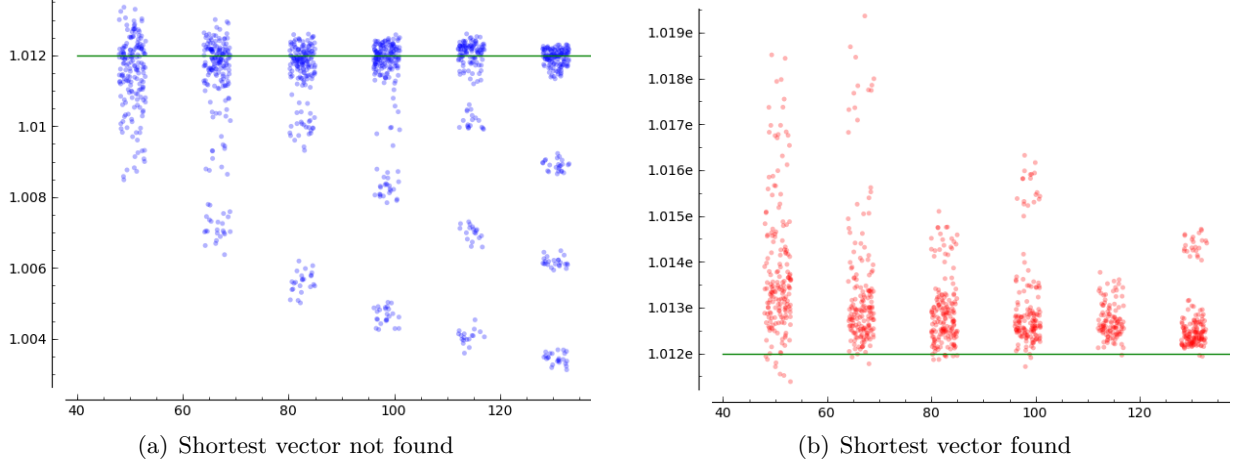 1.012
1.01
1.008
1.006
1.004
40 60 80 100 120
(a) Shortest vector not found
1.019e
1.018e
1.017e
1.016e
1.015e
1.014e
1.013e
1.012e
40 60 80 100 120
(b) Shortest vector found